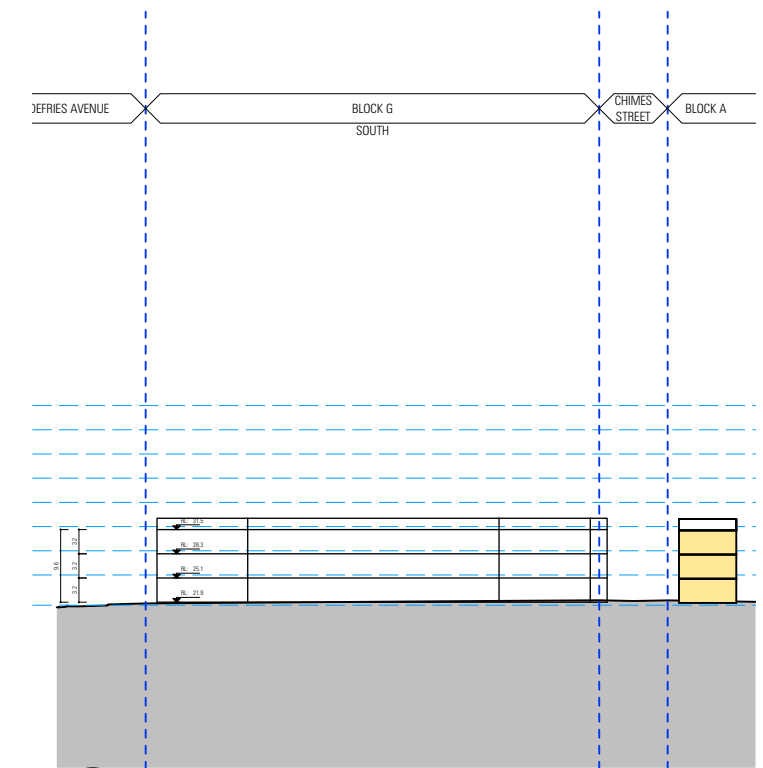 DEFRIES AVENUE
BLOCK G
CHIMES
STREET
BLOCK A
SOUTH
RL: 31.5
3.2
RL: 28.3
9.6
3.2
RL: 25.1
3.2
RL: 21.9